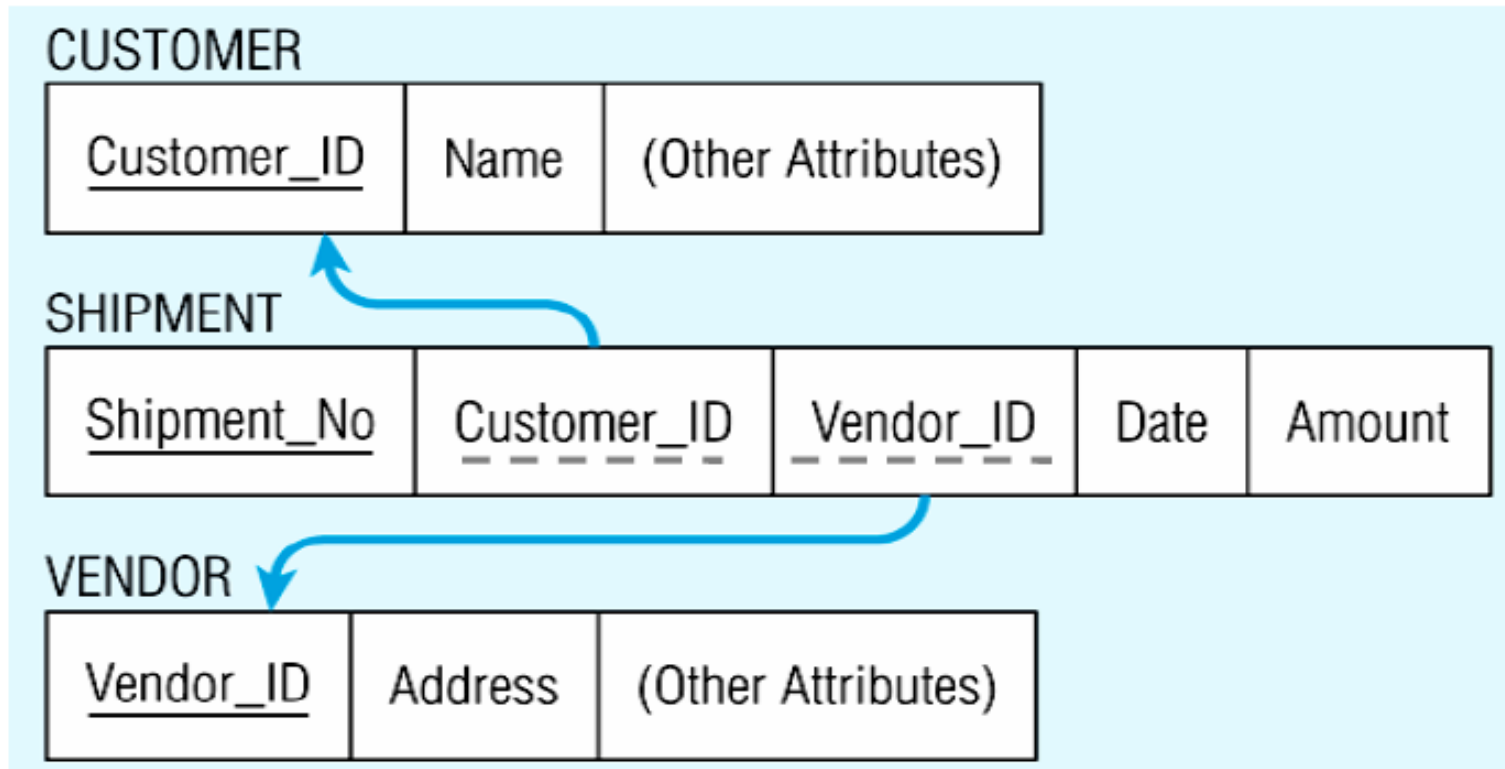 CUSTOMER
Customer_ID Name (Other Attributes)
SHIPMENT
Shipment_No Customer_ID Vendor_ID Date Amount
VENDOR
Vendor_ID Address (Other Attributes)